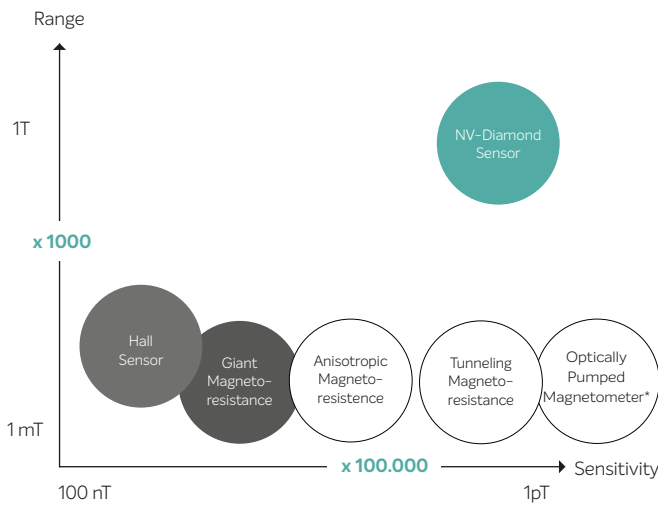 Range
1T
NV-Diamond
Sensor
x 1000
Hall
Sensor
Giant
Magneto-
resistance
Anisotropic
Magneto-
resistence
Tunneling
Magneto-
resistance
Optically
Pumped
Magnetometer*
1 mT
x 100.000
Sensitivity
100 nT
1pT